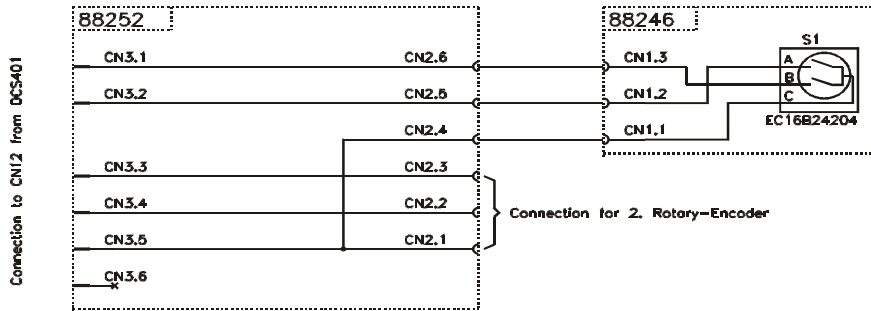 88252
88246
Connection to CN12 from DCS401
S1
CN3.1 CN2.6 CN1.3 A
B
CN3.2 CN2.5 CN1.2 C
EC16B24204
CN2.4 CN1.1
CN3.3 CN2.3
CN3.4 CN2.2 Connection for 2. Rotary-Encoder
CN3.5 CN2.1
CN3.6